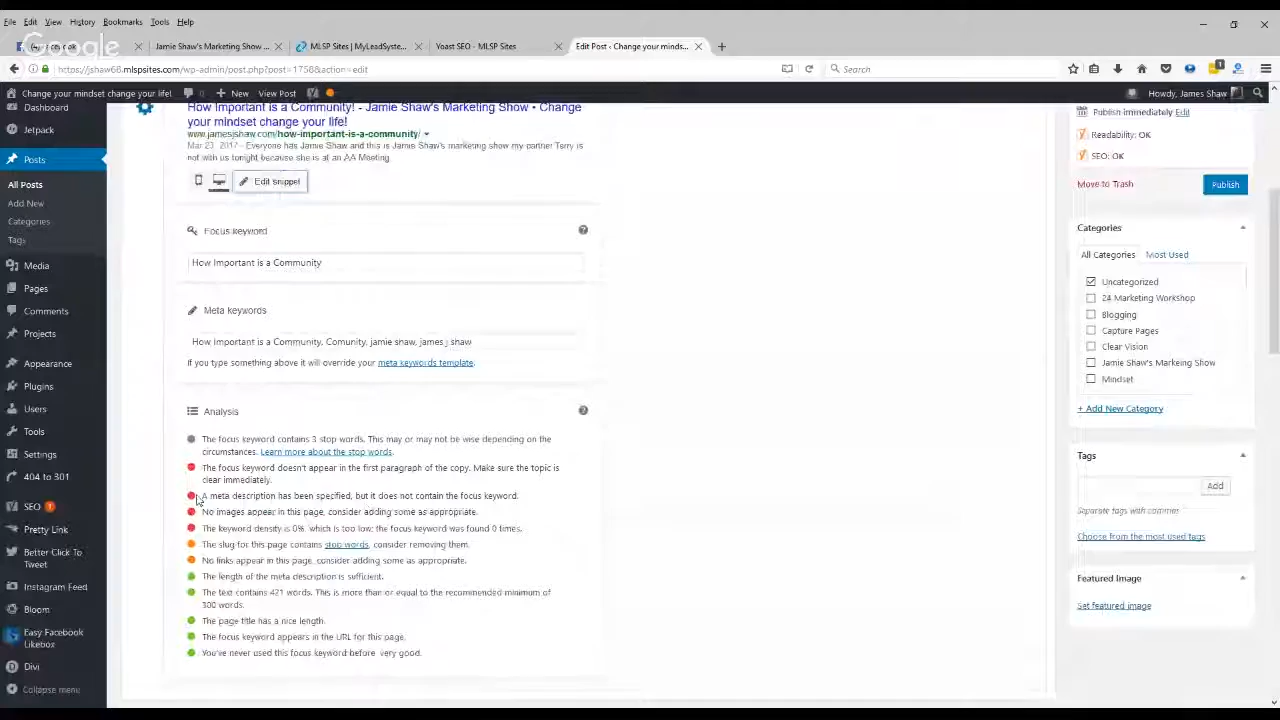 File Edit View History Bookmarks Tools Help
Google
Jamie Shaw's Marketing Show ...
MLSP Sites | MyLeadSyste...
Yoast SEO - MLSP Sites
Edit Post ‹ Change your minds...
https://jshaw66.mlspsites.com/wp-admin/post.php?post=1756&action=edit
Search
Change your mindset change your life!
0
New
View Post
Howdy, James Shaw
Dashboard
Jetpack
Posts
All Posts
Add New
Categories
Tags
Media
Pages
Comments
Projects
Appearance
Plugins
Users
Tools
Settings
404 to 301
SEO 1
Pretty Link
Better Click To
Tweet
Instagram Feed
Bloom
Easy Facebook
Likebox
Divi
Collapse menu
How Important is a Community! - Jamie Shaw's Marketing Show • Change
your mindset change your life!
www.jamesjshaw.com/how-important-is-a-community/
Mar 23, 2017 - Everyone has Jamie Shaw and this is Jamie Shaw's marketing show my partner Terry is
not with us tonight because she is at an AA Meeting.
Edit snippet
Focus keyword
How Important is a Community
Meta keywords
How Important is a Community, Comunity, jamie shaw, james j shaw
If you type something above it will override your meta keywords template.
Analysis
The focus keyword contains 3 stop words. This may or may not be wise depending on the
circumstances. Learn more about the stop words.
The focus keyword doesn't appear in the first paragraph of the copy. Make sure the topic is
clear immediately.
A meta description has been specified, but it does not contain the focus keyword.
No images appear in this page, consider adding some as appropriate.
The keyword density is 0%, which is too low; the focus keyword was found 0 times.
The slug for this page contains stop words, consider removing them.
No links appear in this page, consider adding some as appropriate.
The length of the meta description is sufficient.
The text contains 421 words. This is more than or equal to the recommended minimum of
300 words.
The page title has a nice length.
The focus keyword appears in the URL for this page.
You've never used this focus keyword before, very good.
Publish immediately Edit
Readability: OK
SEO: OK
Move to Trash
Publish
Categories
All Categories
Most Used
Uncategorized
24 Marketing Workshop
Blogging
Capture Pages
Clear Vision
Jamie Shaw's Markeing Show
Mindset
+ Add New Category
Tags
Add
Separate tags with commas
Choose from the most used tags
Featured Image
Set featured image